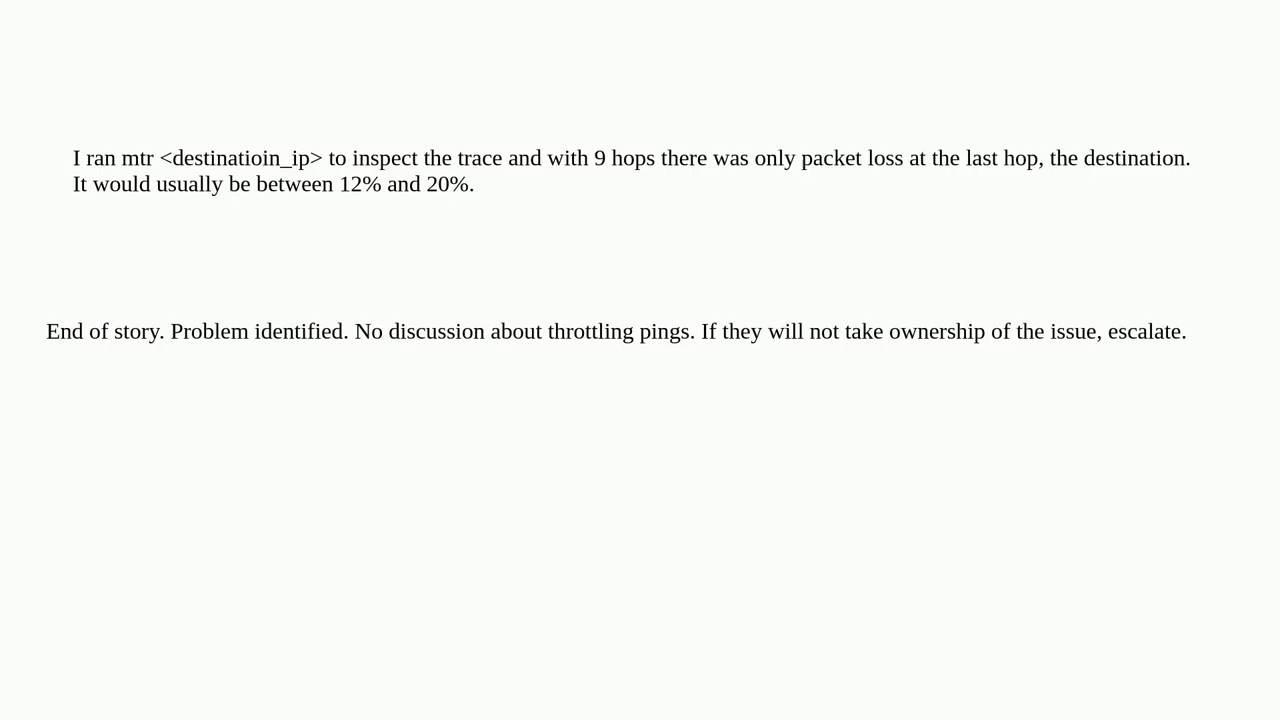 I ran mtr <destinatioin_ip> to inspect the trace and with 9 hops there was only packet loss at the last hop, the destination.
It would usually be between 12% and 20%.
End of story. Problem identified. No discussion about throttling pings. If they will not take ownership of the issue, escalate.